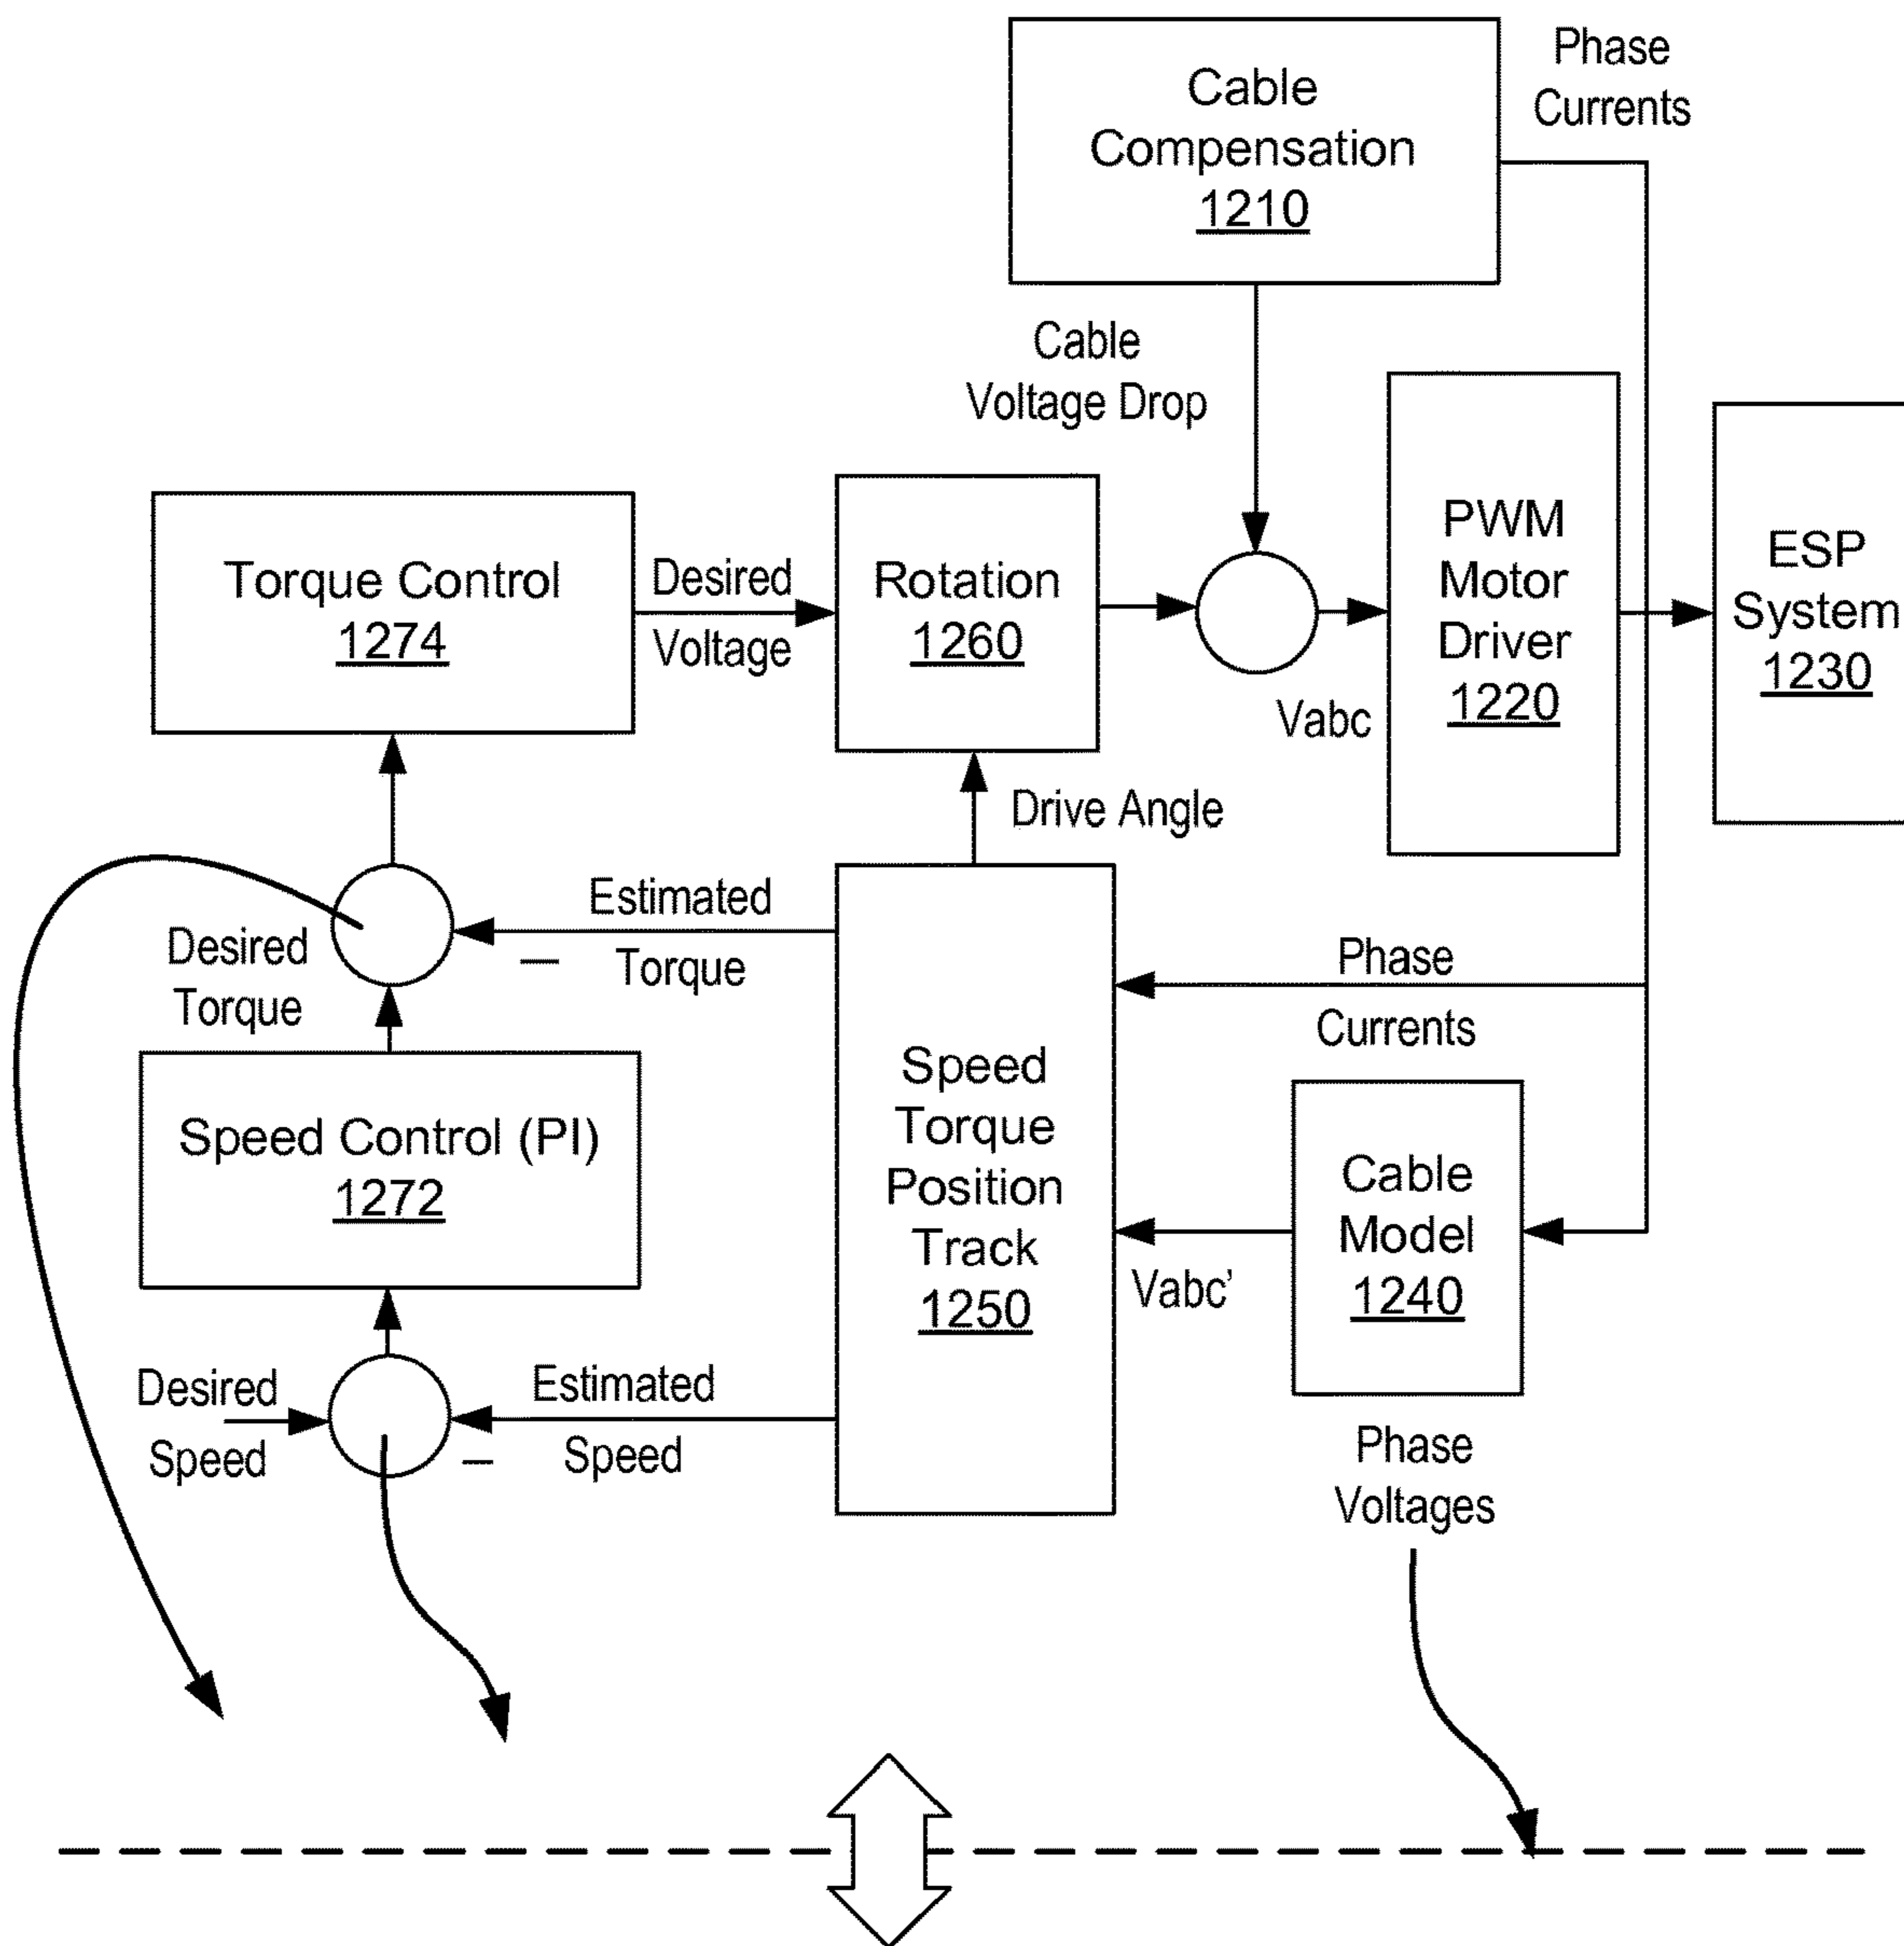 Cable
Compensation
1210
Phase
Currents
Cable
Voltage Drop
Torque Control
1274
Desired
Voltage
Rotation
1260
Vabc
PWM
Motor
Driver
1220
ESP
System
1230
Drive Angle
Desired
Torque
Estimated
– Torque
Phase
Currents
Speed Control (PI)
1272
Speed
Torque
Position
Track
1250
Vabc’
Cable
Model
1240
Desired
Speed
Estimated
– Speed
Phase
Voltages